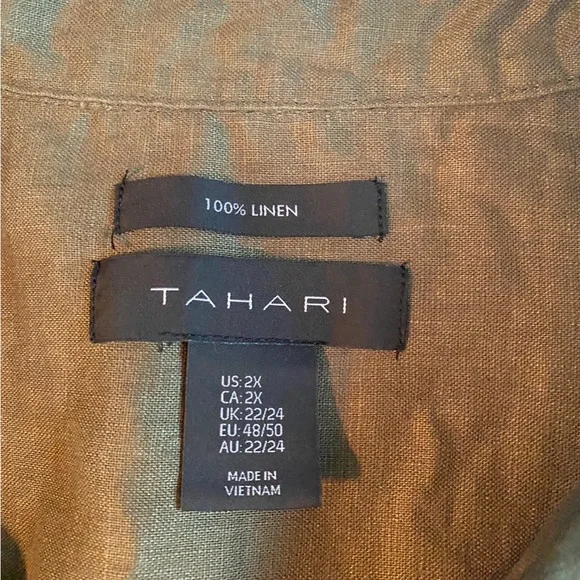 100% LINEN
TAHARI
US: 2X
CA: 2X
UK: 22/24
EU: 48/50
AU: 22/24
MADE IN
VIETNAM